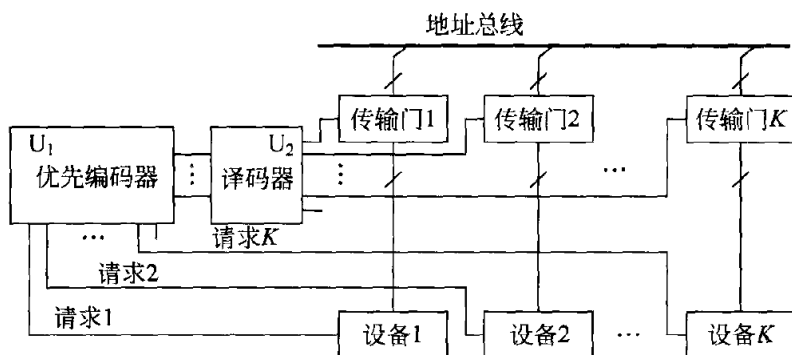 地址总线
传输门1
传输门2
传输门K
U1
优先编码器
U2
译码器
...
...
...
...
请求K
请求2
请求1
设备1
设备2
...
设备K